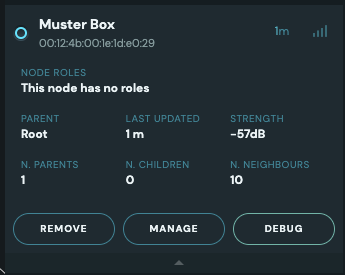 Muster Box
1m
00:12:4b:00:1e:1d:e0:29
NODE ROLES
This node has no roles
PARENT LAST UPDATED STRENGTH
Root 1 m -57dB
N. PARENTS N. CHILDREN N. NEIGHBOURS
1 0 10
REMOVE MANAGE DEBUG